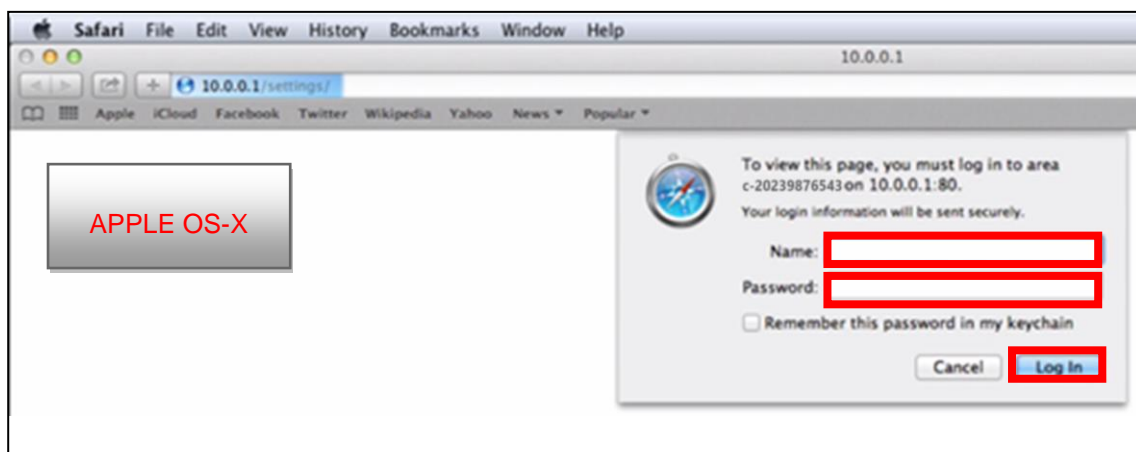 Safari File Edit View History Bookmarks Window Help
10.0.0.1
10.0.0.1/settings/
Apple iCloud Facebook Twitter Wikipedia Yahoo News Popular
APPLE OS-X
To view this page, you must log in to area
c-20239876543 on 10.0.0.1:80.
Your login information will be sent securely.
Name:
Password:
Remember this password in my keychain
Cancel Log In